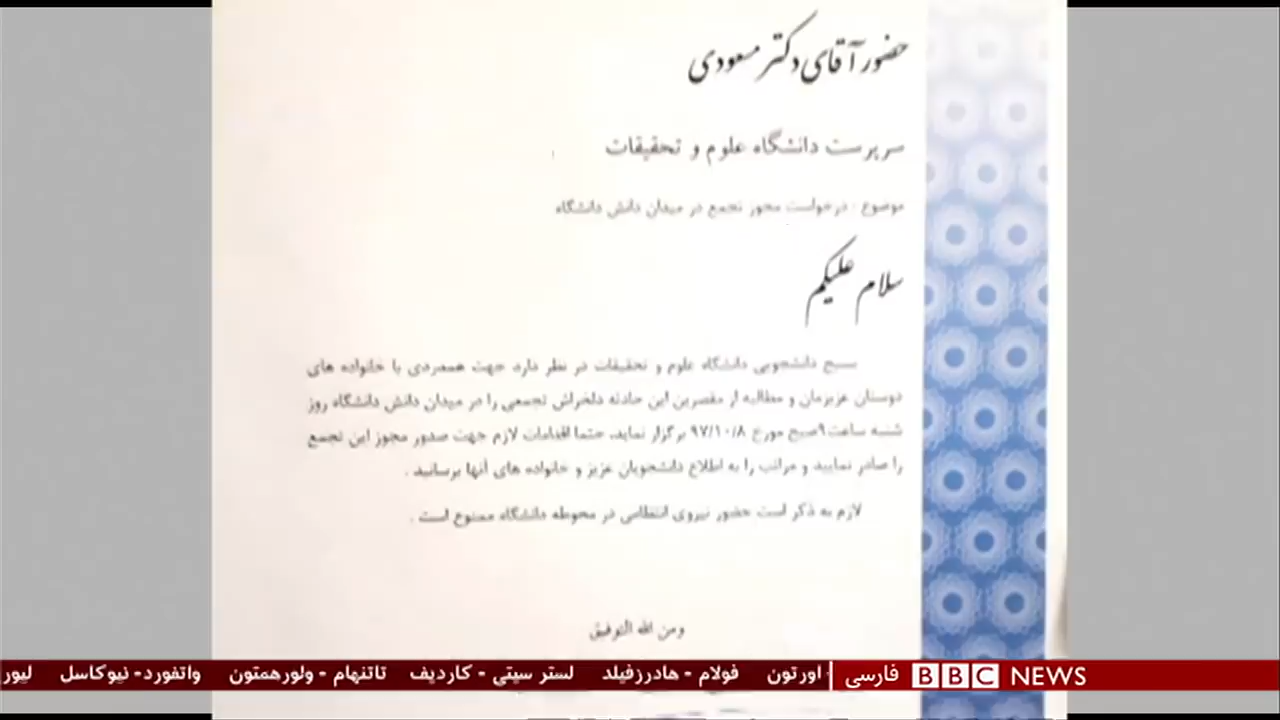 حضور آقای دکتر مسعودی
سرپرست دانشگاه علوم و تحقیقات
موضوع : درخواست مجوز تجمع در میدان دانش دانشگاه
سلام علیکم
بسیج دانشجویی دانشگاه علوم و تحقیقات در نظر دارد جهت همدردی با خانواده های
دوستان عزیزمان و مطالبه از مقصرین این حادثه دلخراش تجمعی را در میدان دانش دانشگاه روز
شنبه ساعت۹صبح مورخ ۹۷/۱۰/۸ برگزار نماید. حتما اقدامات لازم جهت صدور مجوز این تجمع
را صادر نمایید و مراتب را به اطلاع دانشجویان عزیز و خانواده های آنها برسانید .
لازم به ذکر است حضور نیروی انتظامی در محوطه دانشگاه ممنوع است .
ومن الله التوفیق
BBC NEWS فارسی اورتون فولام - هادرزفیلد لستر سیتی - کاردیف تاتنهام - ولورهمتون واتفورد- نیوکاسل لیور